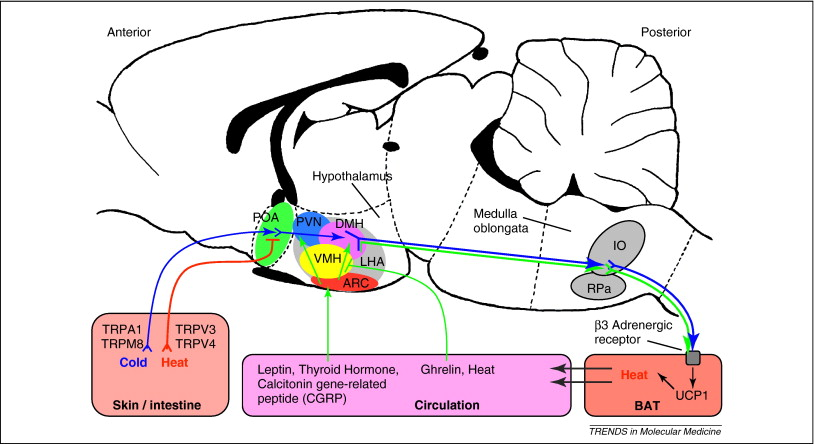 Anterior
Posterior
Hypothalamus
POA
PVN
DMH
Medulla
oblongata
VMH
LHA
IO
ARC
RPa
β3 Adrenergic
receptor
TRPA1
TRPM8
Cold
TRPV3
TRPV4
Heat
Skin / intestine
Leptin, Thyroid Hormone,
Calcitonin gene-related
peptide (CGRP)
Ghrelin, Heat
Circulation
Heat
UCP1
BAT
TRENDS in Molecular Medicine